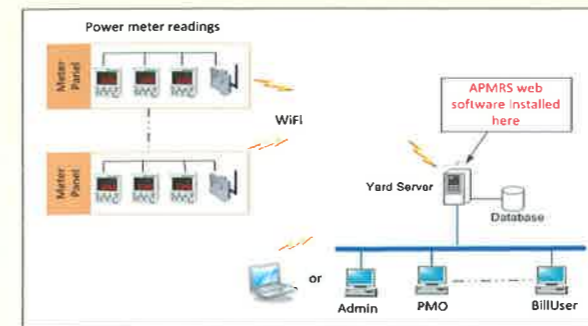 Power meter readings
Meter
Panel
WiFi
Meter
Panel
APMRS web
software installed
here
Yard Server
Database
or
Admin
PMO
BillUser